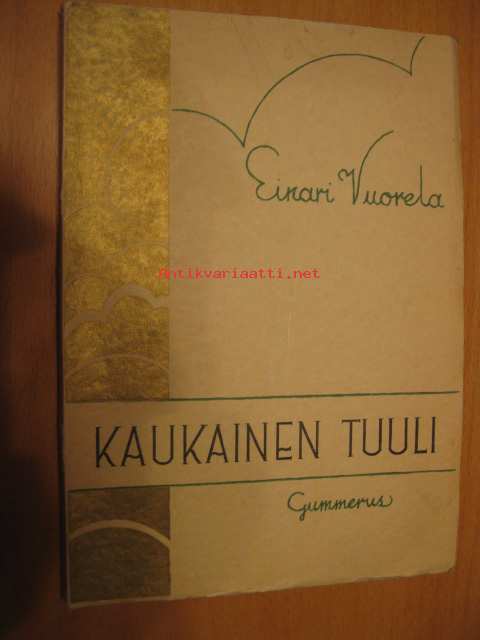 Einari Vuorela
Antikvariaatti.net
KAUKAINEN TUULI
Gummerus